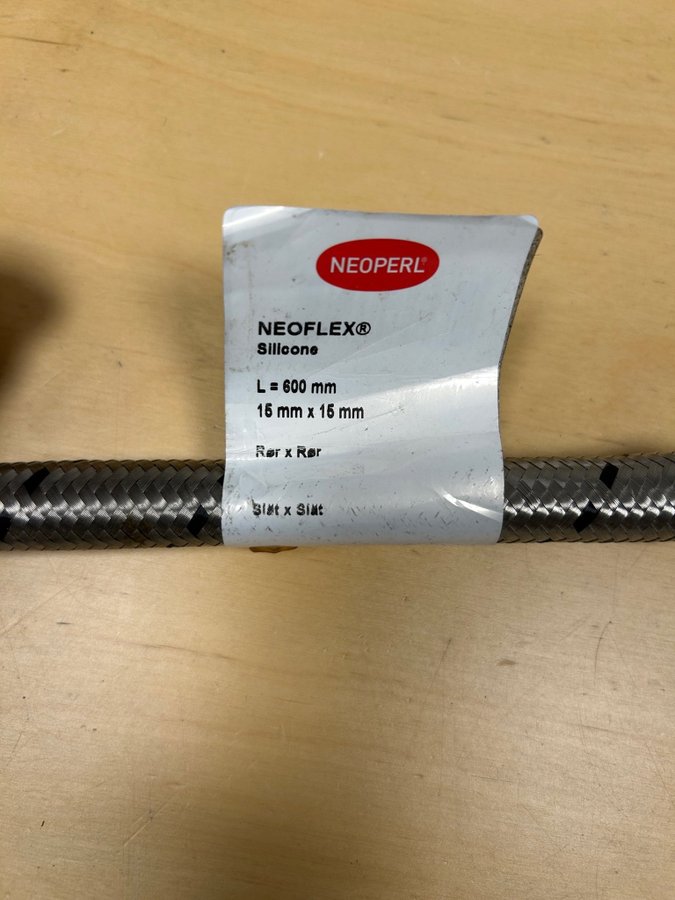 NEOPERL®
NEOFLEX®
Silicone
L = 600 mm
15 mm x 15 mm
Rør x Rør
Slät x Slät